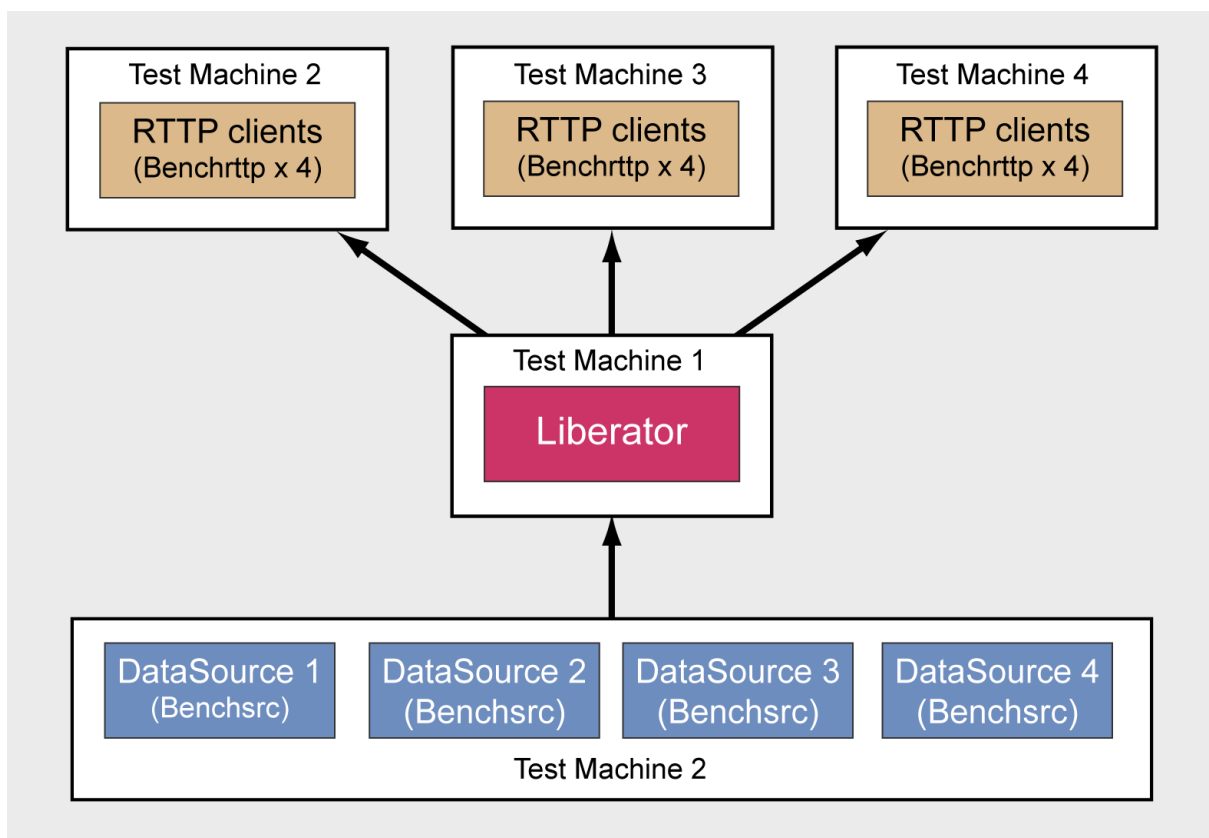 Test Machine 2
RTTP clients
(Benchrttp x 4)
Test Machine 3
RTTP clients
(Benchrttp x 4)
Test Machine 4
RTTP clients
(Benchrttp x 4)
Test Machine 1
Liberator
DataSource 1
(Benchsrc)
DataSource 2
(Benchsrc)
DataSource 3
(Benchsrc)
DataSource 4
(Benchsrc)
Test Machine 2